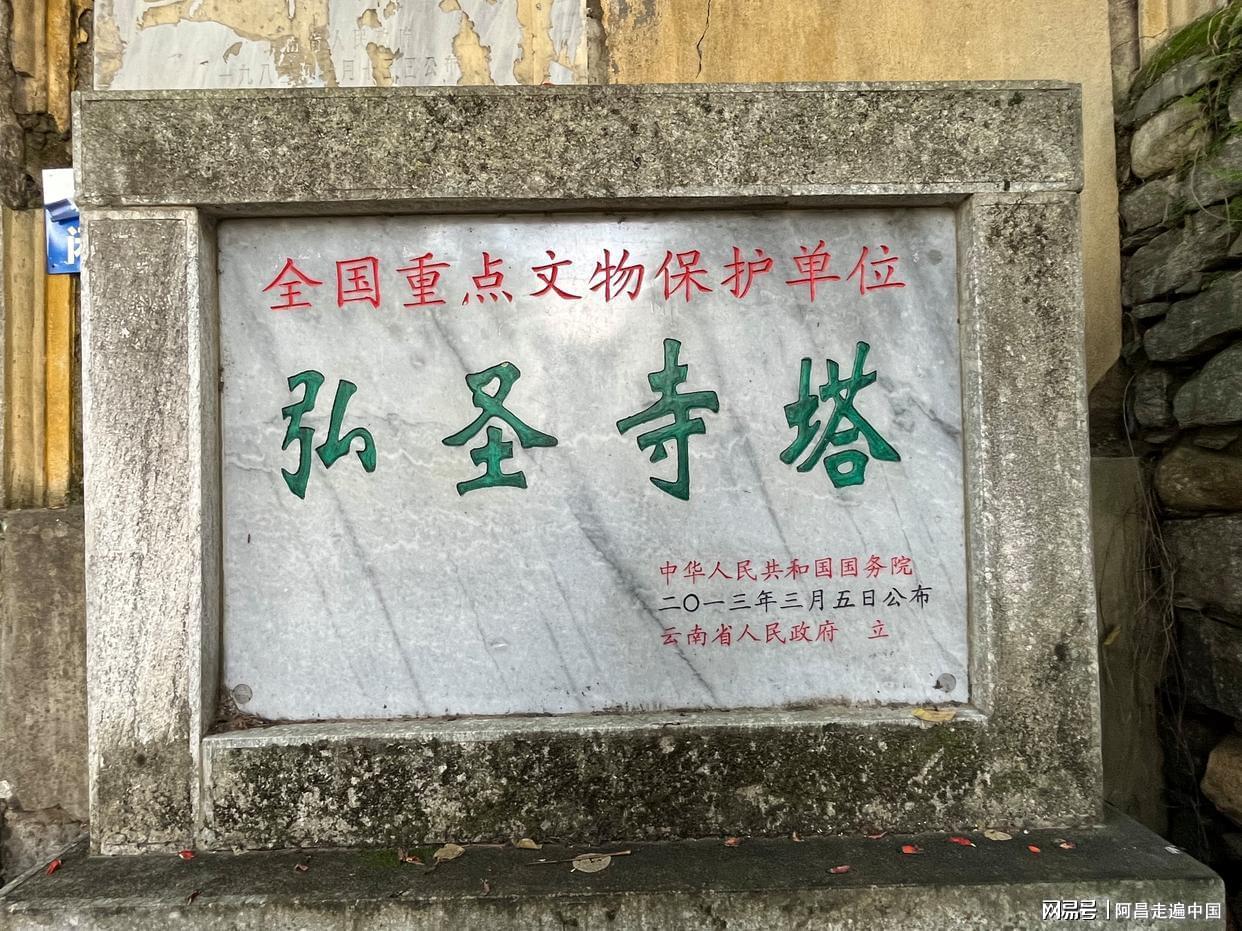 全国重点文物保护单位
弘圣寺塔
中华人民共和国国务院
二〇一三年三月五日公布
云南省人民政府 立
网易号 | 阿昌走遍中国